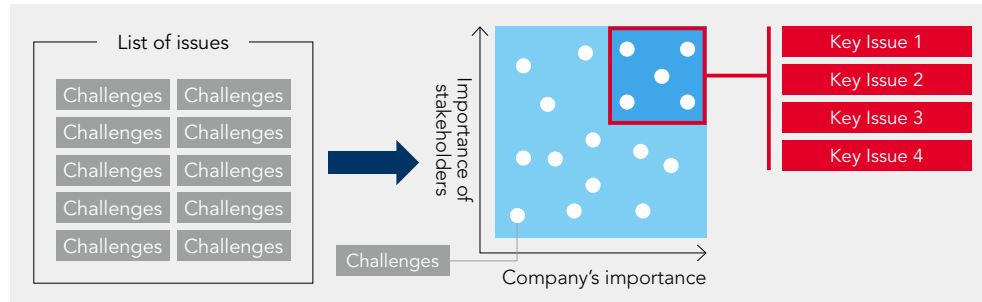 List of issues
Challenges Challenges
Challenges Challenges
Challenges Challenges
Challenges Challenges
Challenges Challenges
Importance of
stakeholders
Challenges
Company's importance
Key Issue 1
Key Issue 2
Key Issue 3
Key Issue 4